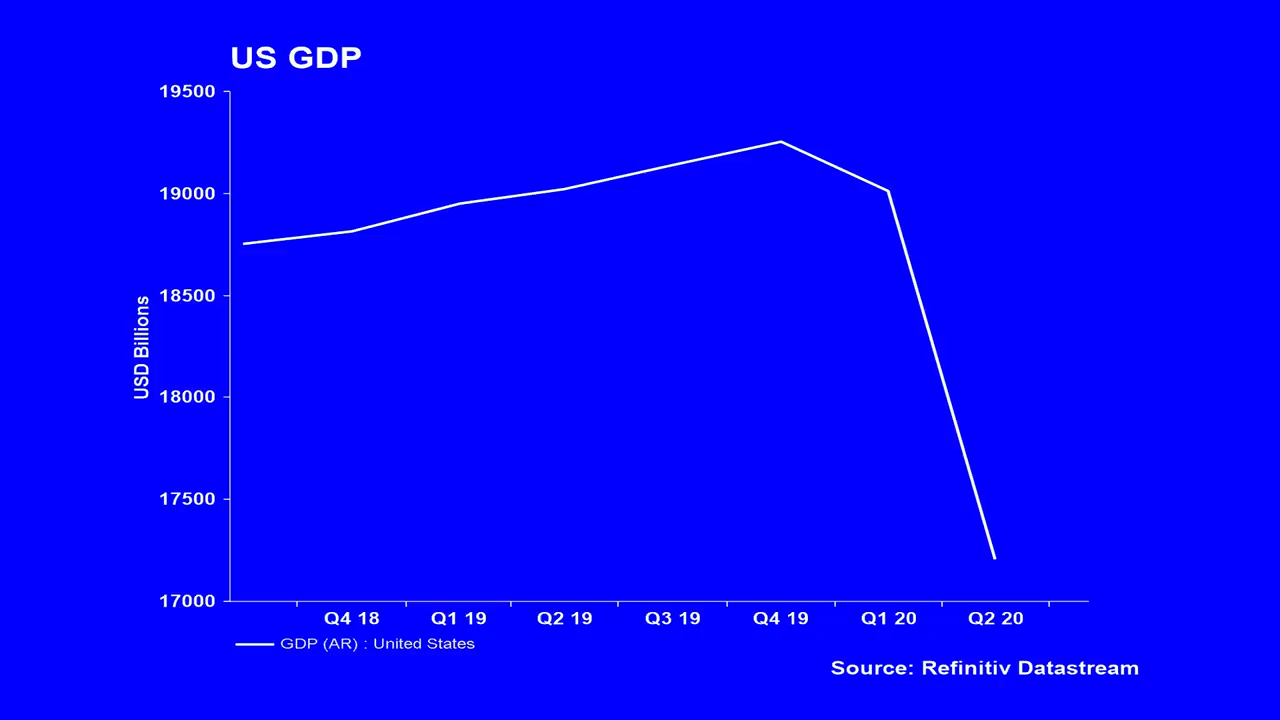 US GDP
19500
19000
18500
18000
17500
17000
USD Billions
Q4 18 Q1 19 Q2 19 Q3 19 Q4 19 Q1 20 Q2 20
GDP (AR) : United States
Source: Refinitiv Datastream